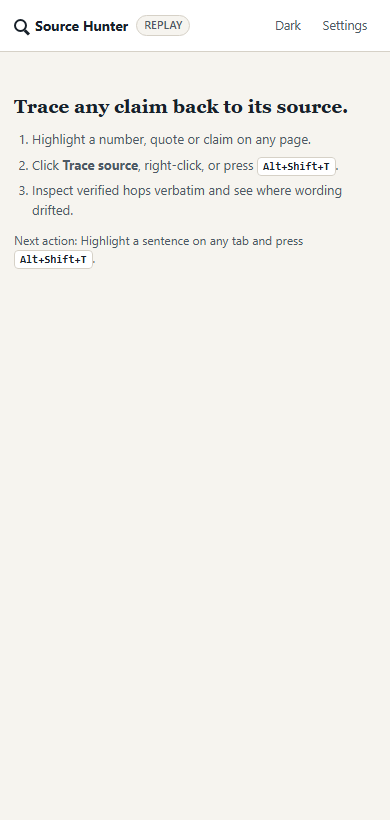 Source Hunter REPLAY Dark Settings
Trace any claim back to its source.
1. Highlight a number, quote or claim on any page.
2. Click Trace source, right-click, or press Alt+Shift+T.
3. Inspect verified hops verbatim and see where wording
drifted.
Next action: Highlight a sentence on any tab and press
Alt+Shift+T.